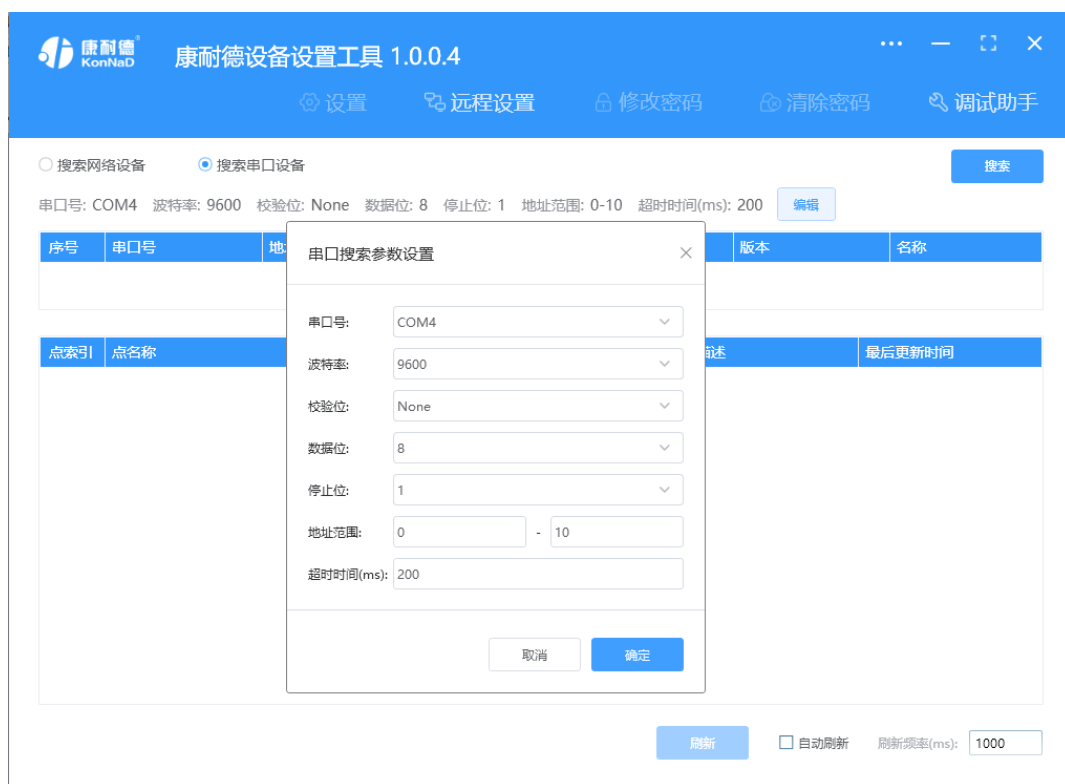 康耐德®
KonNaD
康耐德设备设置工具 1.0.0.4
设置 远程设置 修改密码 清除密码 调试助手
搜索网络设备 搜索串口设备 搜索
串口号: COM4 波特率: 9600 校验位: None 数据位: 8 停止位: 1 地址范围: 0-10 超时时间(ms): 200 编辑
序号 串口号 版本 名称
点索引 点名称 最后更新时间
串口搜索参数设置
串口号: COM4
波特率: 9600
校验位: None
数据位: 8
停止位: 1
地址范围: 0 - 10
超时时间(ms): 200
取消 确定
刷新 自动刷新 刷新频率(ms): 1000